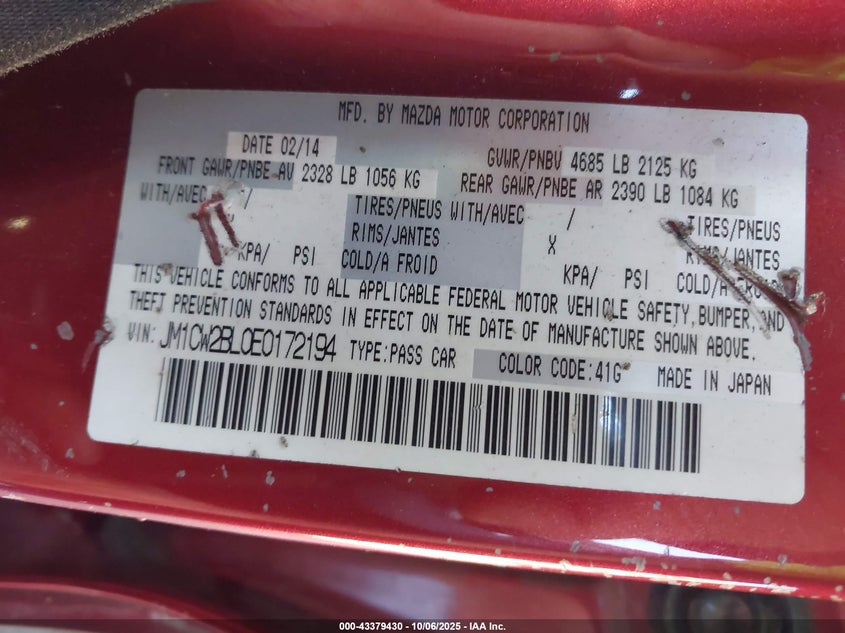 MFD. BY MAZDA MOTOR CORPORATION
DATE 02/14 GVWR/PNBV 4685 LB 2125 KG
FRONT GAWR/PNBE AV 2328 LB 1056 KG REAR GAWR/PNBE AR 2390 LB 1084 KG
WITH/AVEC / TIRES/PNEUS WITH/AVEC / TIRES/PNEUS
RIMS/JANTES X RIMS/JANTES
KPA/ PSI COLD/A FROID KPA/ PSI COLD/A FROID
THIS VEHICLE CONFORMS TO ALL APPLICABLE FEDERAL MOTOR VEHICLE SAFETY, BUMPER, AND
THEFT PREVENTION STANDARDS IN EFFECT ON THE DATE OF MANUFACTURE SHOWN ABOVE.
VIN: JM1CW2BL0E0172194 TYPE:PASS CAR COLOR CODE:41G MADE IN JAPAN
000-43379430 - 10/06/2025 - IAA Inc.